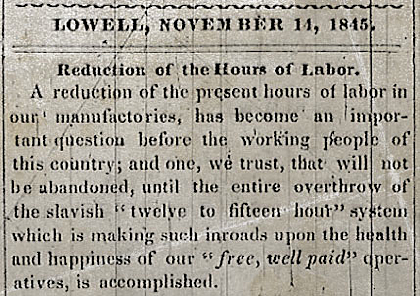 LOWELL, NOVEMBER 14, 1845.
Reduction of the Hours of Labor.
A reduction of the present hours of labor in
our manufactories, has become an impor-
tant question before the working people of
this country; and one, we trust, that will not
be abandoned, until the entire overthrow of
the slavish "twelve to fifteen hour" system
which is making such inroads upon the health
and happiness of our "free, well paid" oper-
atives, is accomplished.